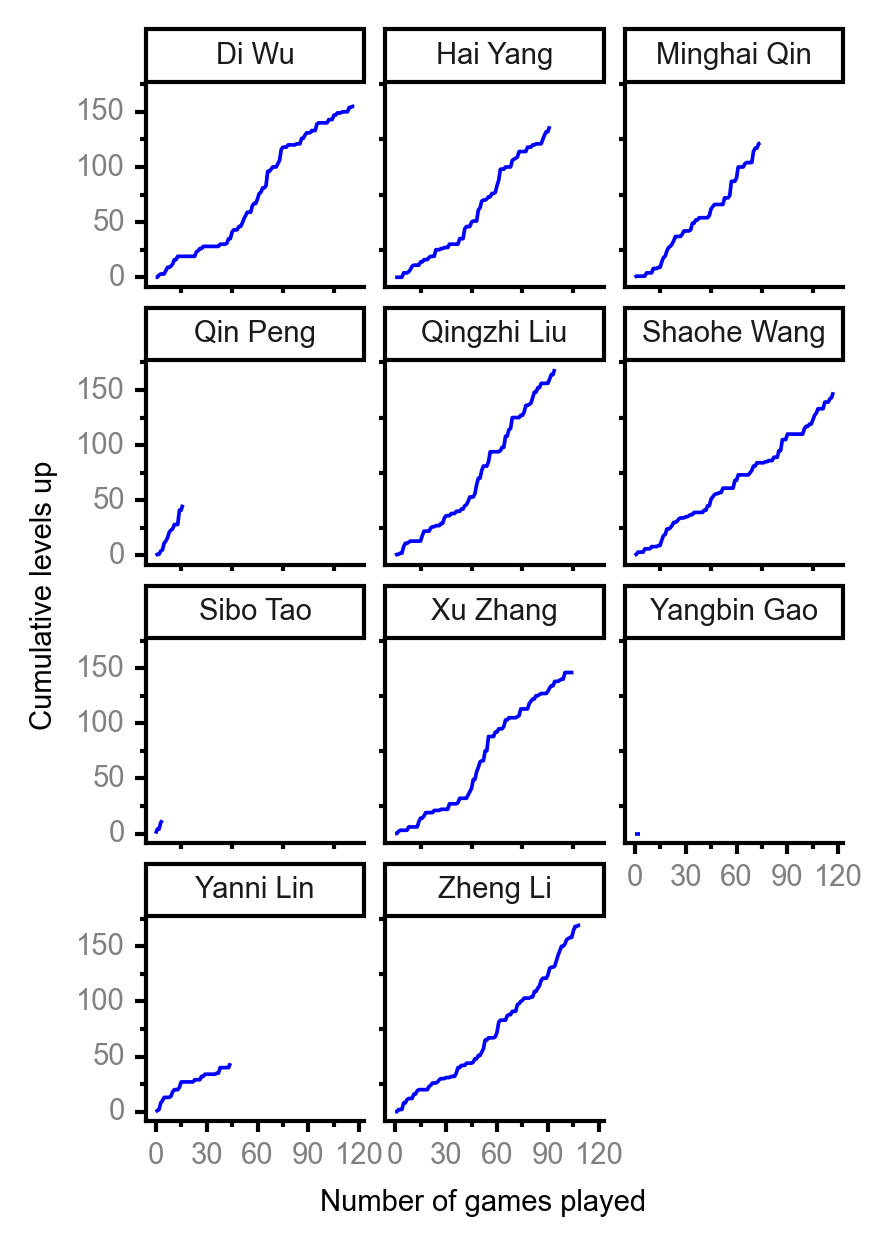 Di Wu
Hai Yang
Minghai Qin
150
100
50
0
Qin Peng
Qingzhi Liu
Shaohe Wang
150
100
50
0
Sibo Tao
Xu Zhang
Yangbin Gao
150
100
50
0
0 30 60 90 120
Yanni Lin
Zheng Li
150
100
50
0
0 30 60 90 120
0 30 60 90 120
Cumulative levels up
Number of games played